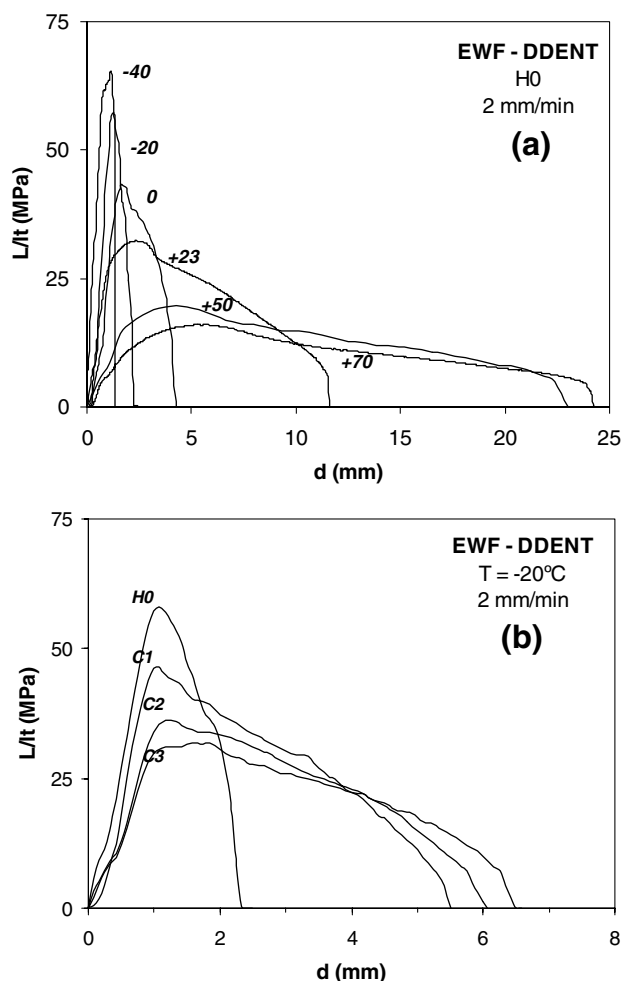 75
50
25
0
L/lt (MPa)
-40
-20
0
+23
+50
+70
EWF - DDENT
H0
2 mm/min
(a)
0 5 10 15 20 25
d (mm)
75
50
25
0
L/lt (MPa)
H0
C1
C2
C3
EWF - DDENT
T = -20ºC
2 mm/min
(b)
0 2 4 6 8
d (mm)